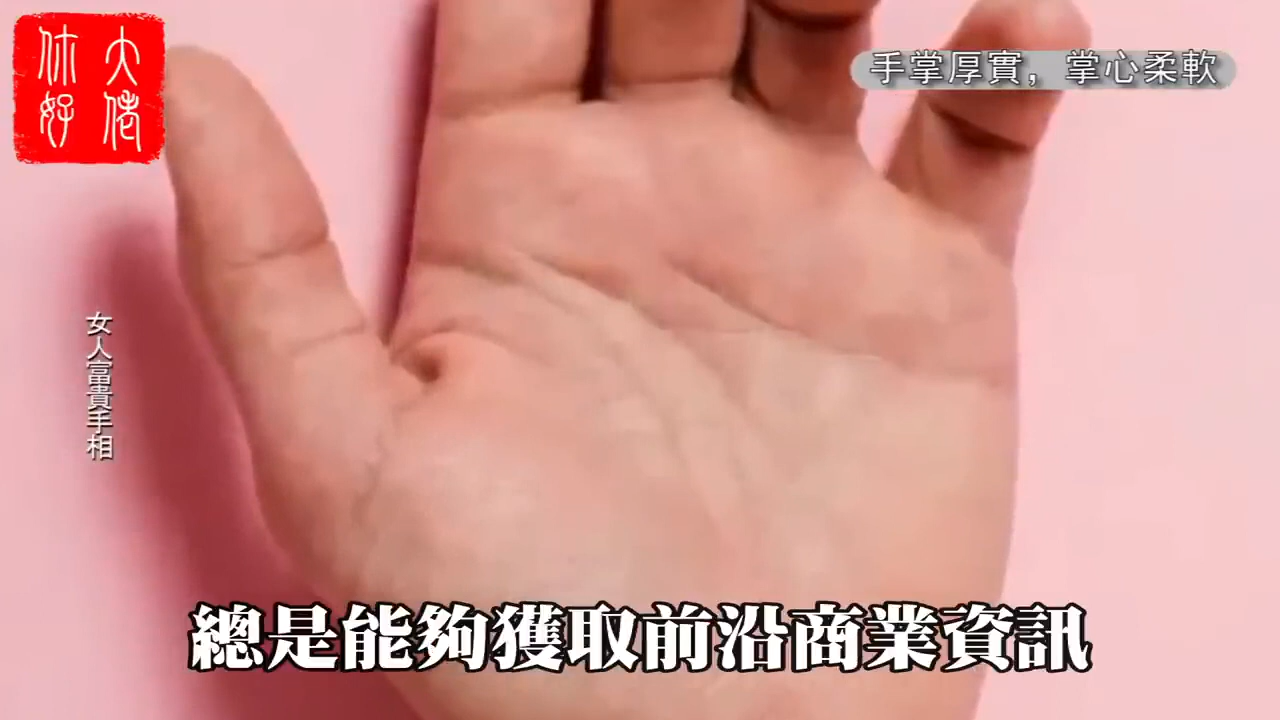 大佬
休好
手掌厚實，掌心柔軟
女人富貴手相
總是能夠獲取前沿商業資訊